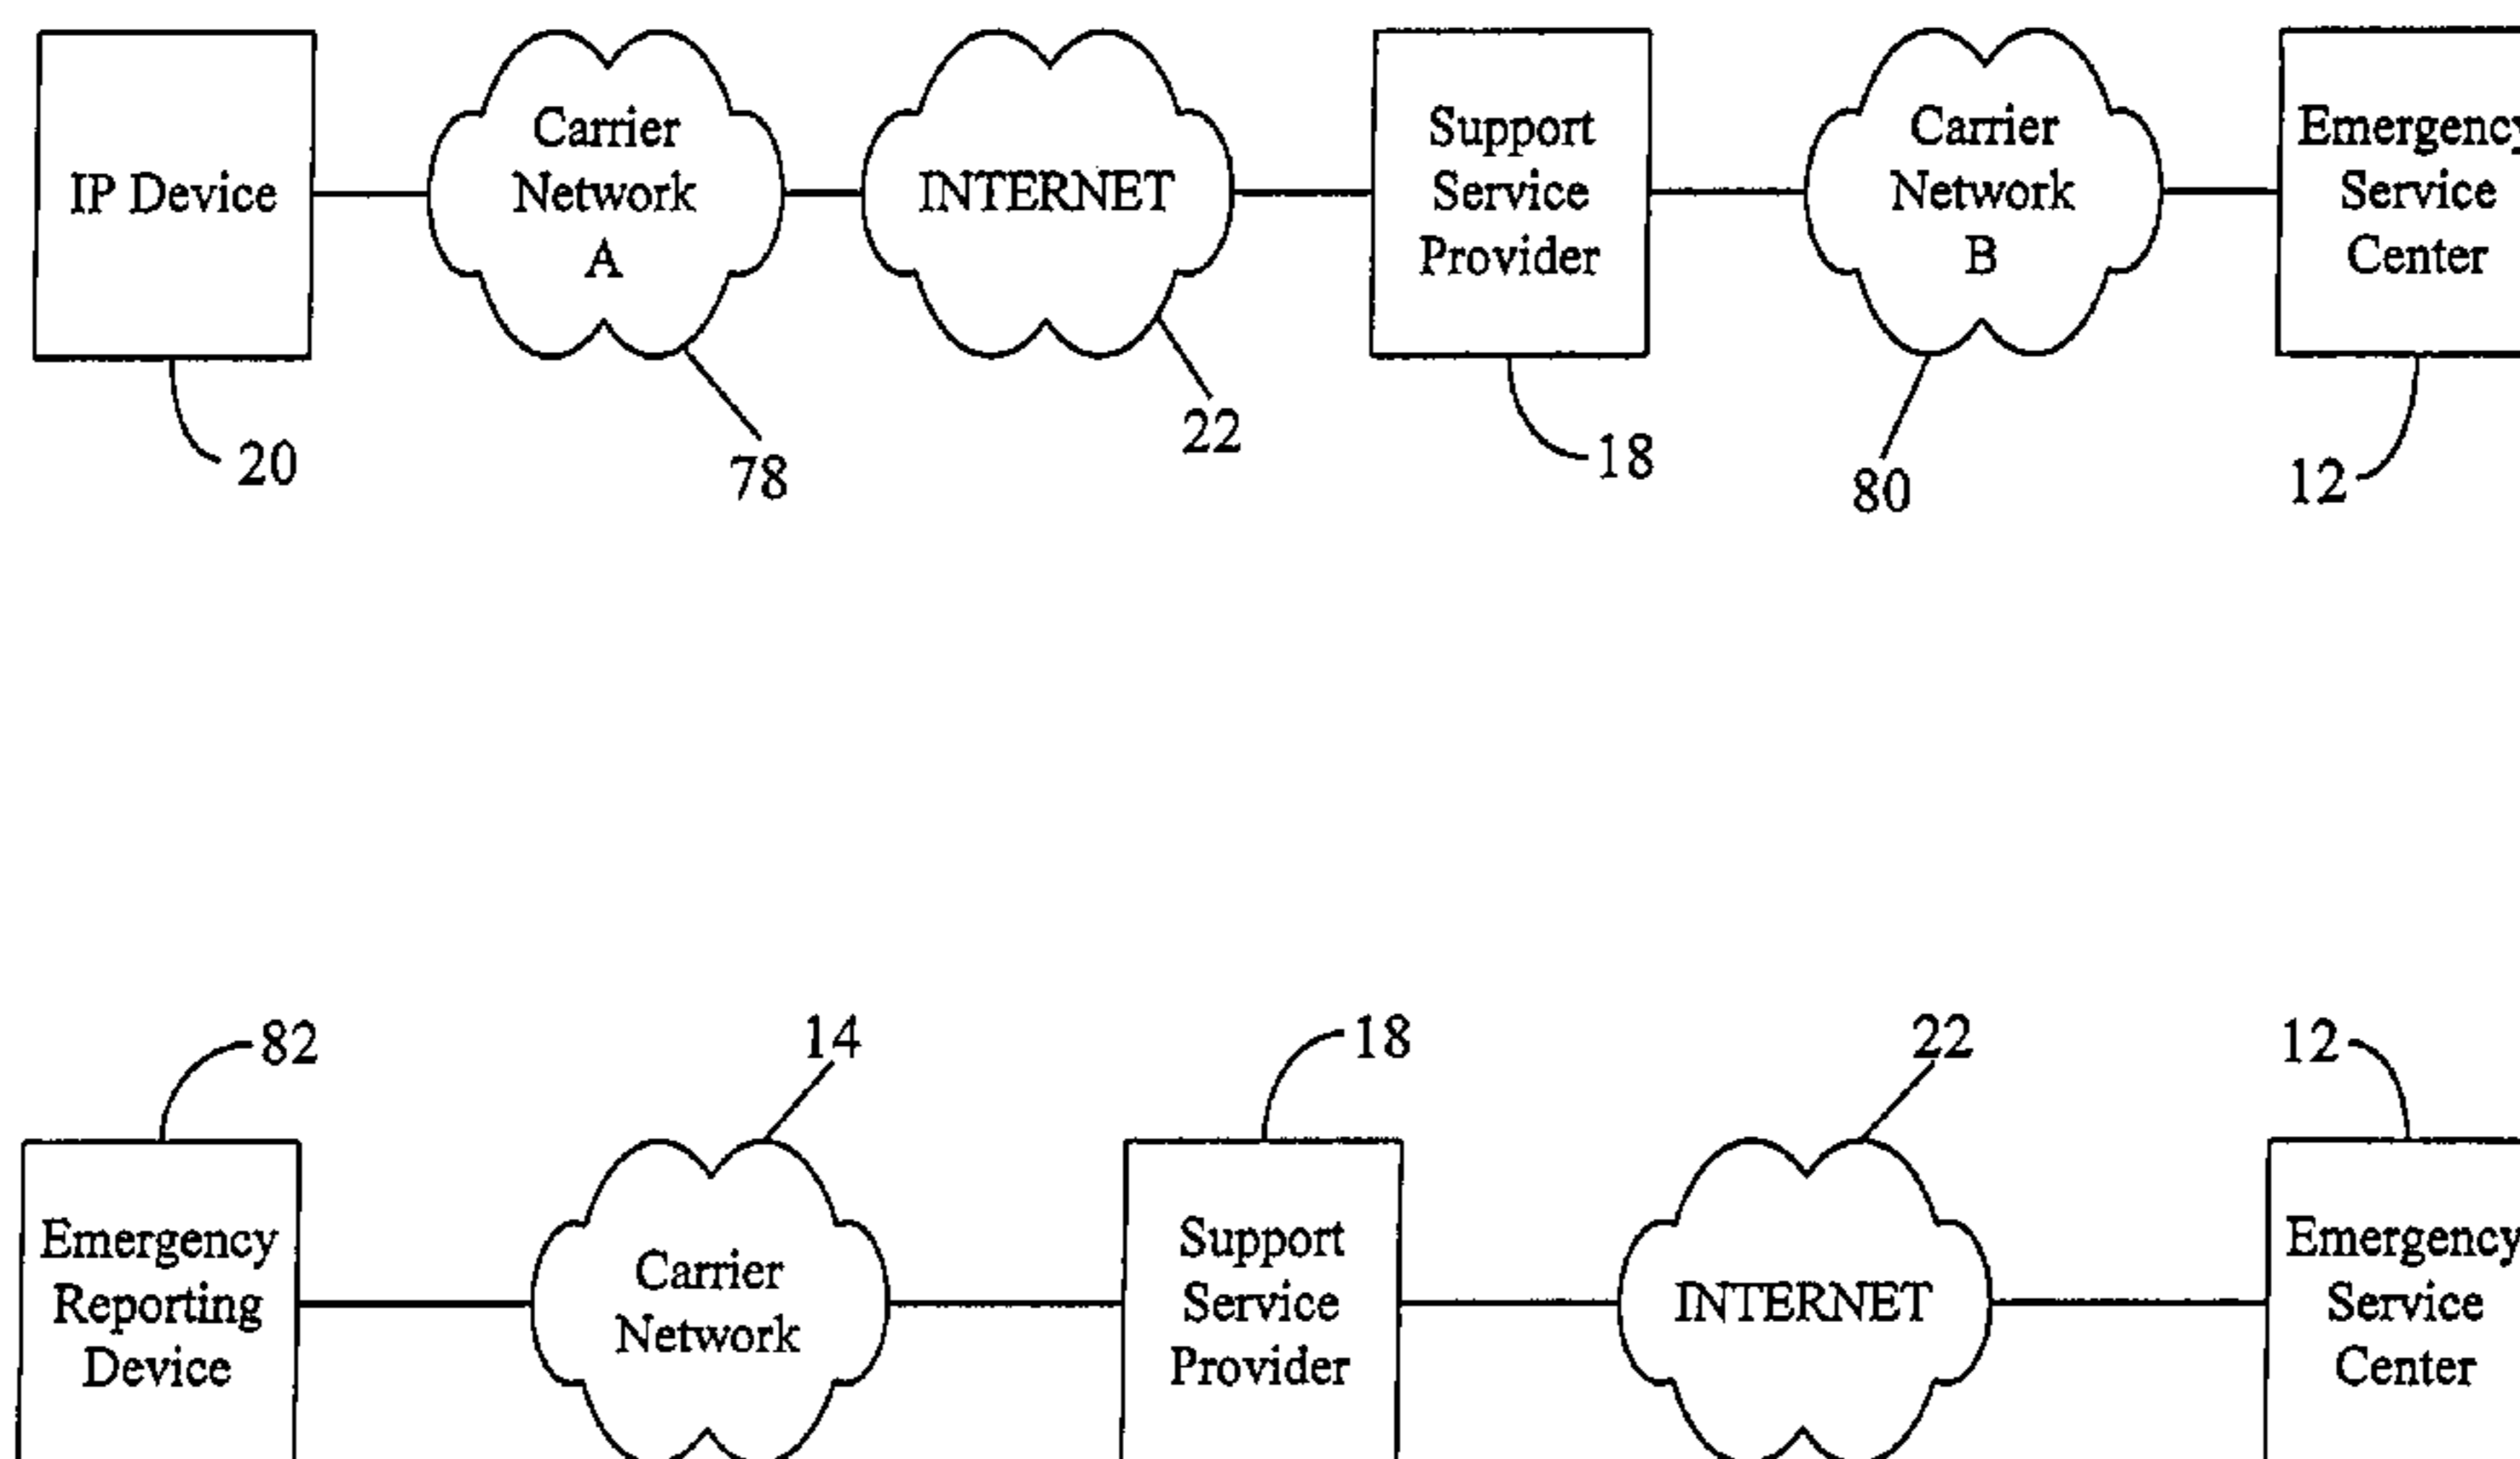 IP Device
Carrier
Network
A
INTERNET
Support
Service
Provider
Carrier
Network
B
Emergency
Service
Center
20
78
22
18
80
12
82
14
18
22
12
Emergency
Reporting
Device
Carrier
Network
Support
Service
Provider
INTERNET
Emergency
Service
Center